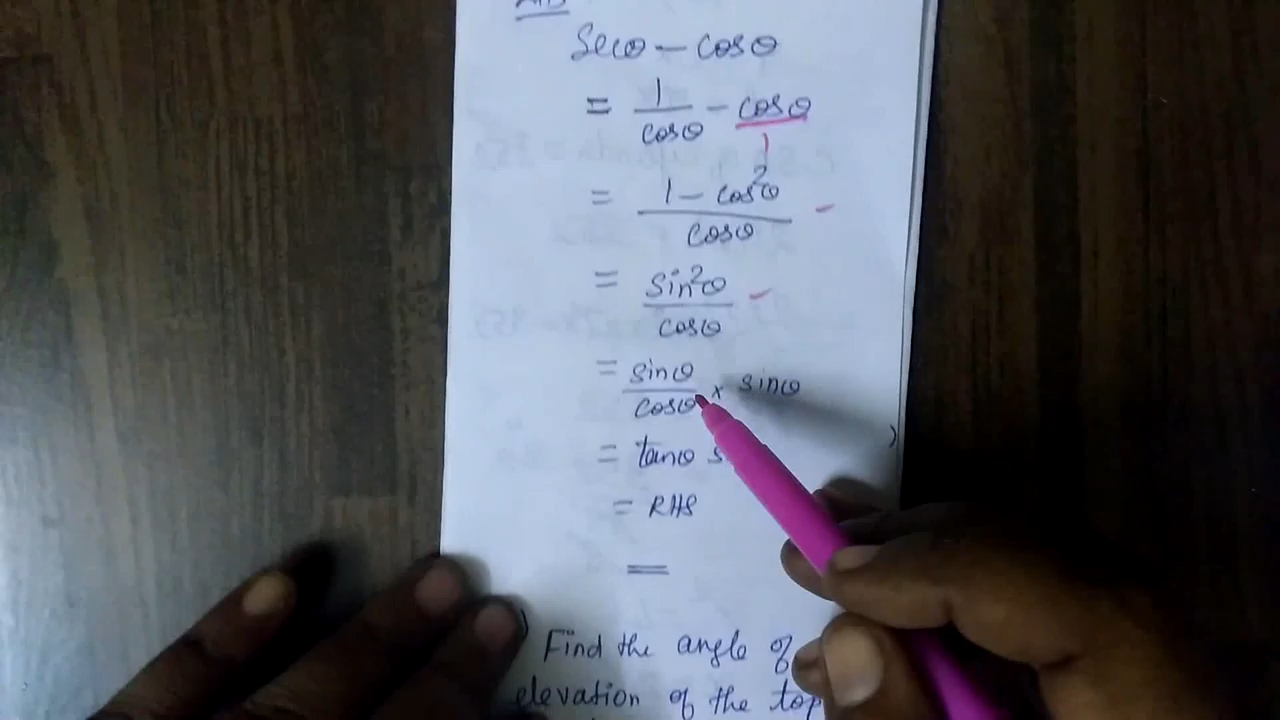 secθ - cosθ
= 1/cosθ - cosθ/1
= 1 - cos²θ / cosθ
= sin²θ / cosθ
= sinθ/cosθ × sinθ
= tanθ
= RHS
) Find the angle of
elevation of the top